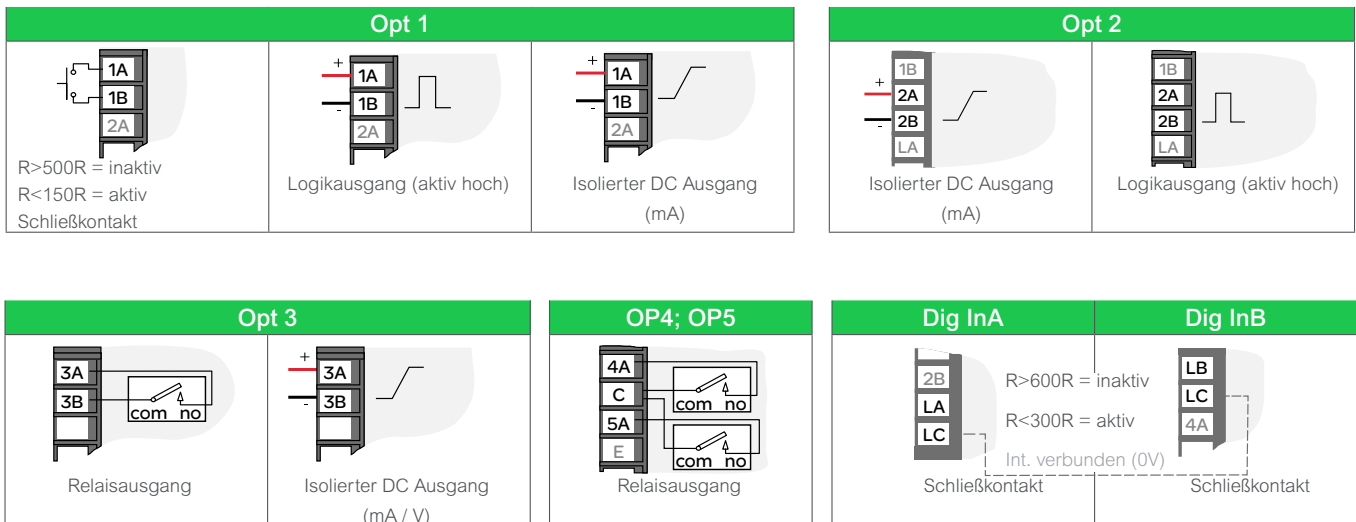 Opt 1
+
1A
1B
2A
R>500R = inaktiv
R<150R = aktiv
Schließkontakt
+
1A
1B
-
2A
Logikausgang (aktiv hoch)
+
1A
1B
-
2A
Isolierter DC Ausgang
(mA)
Opt 2
1B
+
2A
2B
-
LA
Isolierter DC Ausgang
(mA)
1B
2A
2B
LA
Logikausgang (aktiv hoch)
Opt 3
3A
3B
com no
Relaisausgang
+
3A
3B
-
Isolierter DC Ausgang
(mA / V)
OP4; OP5
4A
C
com no
5A
E
com no
Relaisausgang
Dig InA
Dig InB
2B
LA
LC
R>600R = inaktiv
R<300R = aktiv
Int. verbunden (0V)
LB
LC
4A
Schließkontakt
Schließkontakt